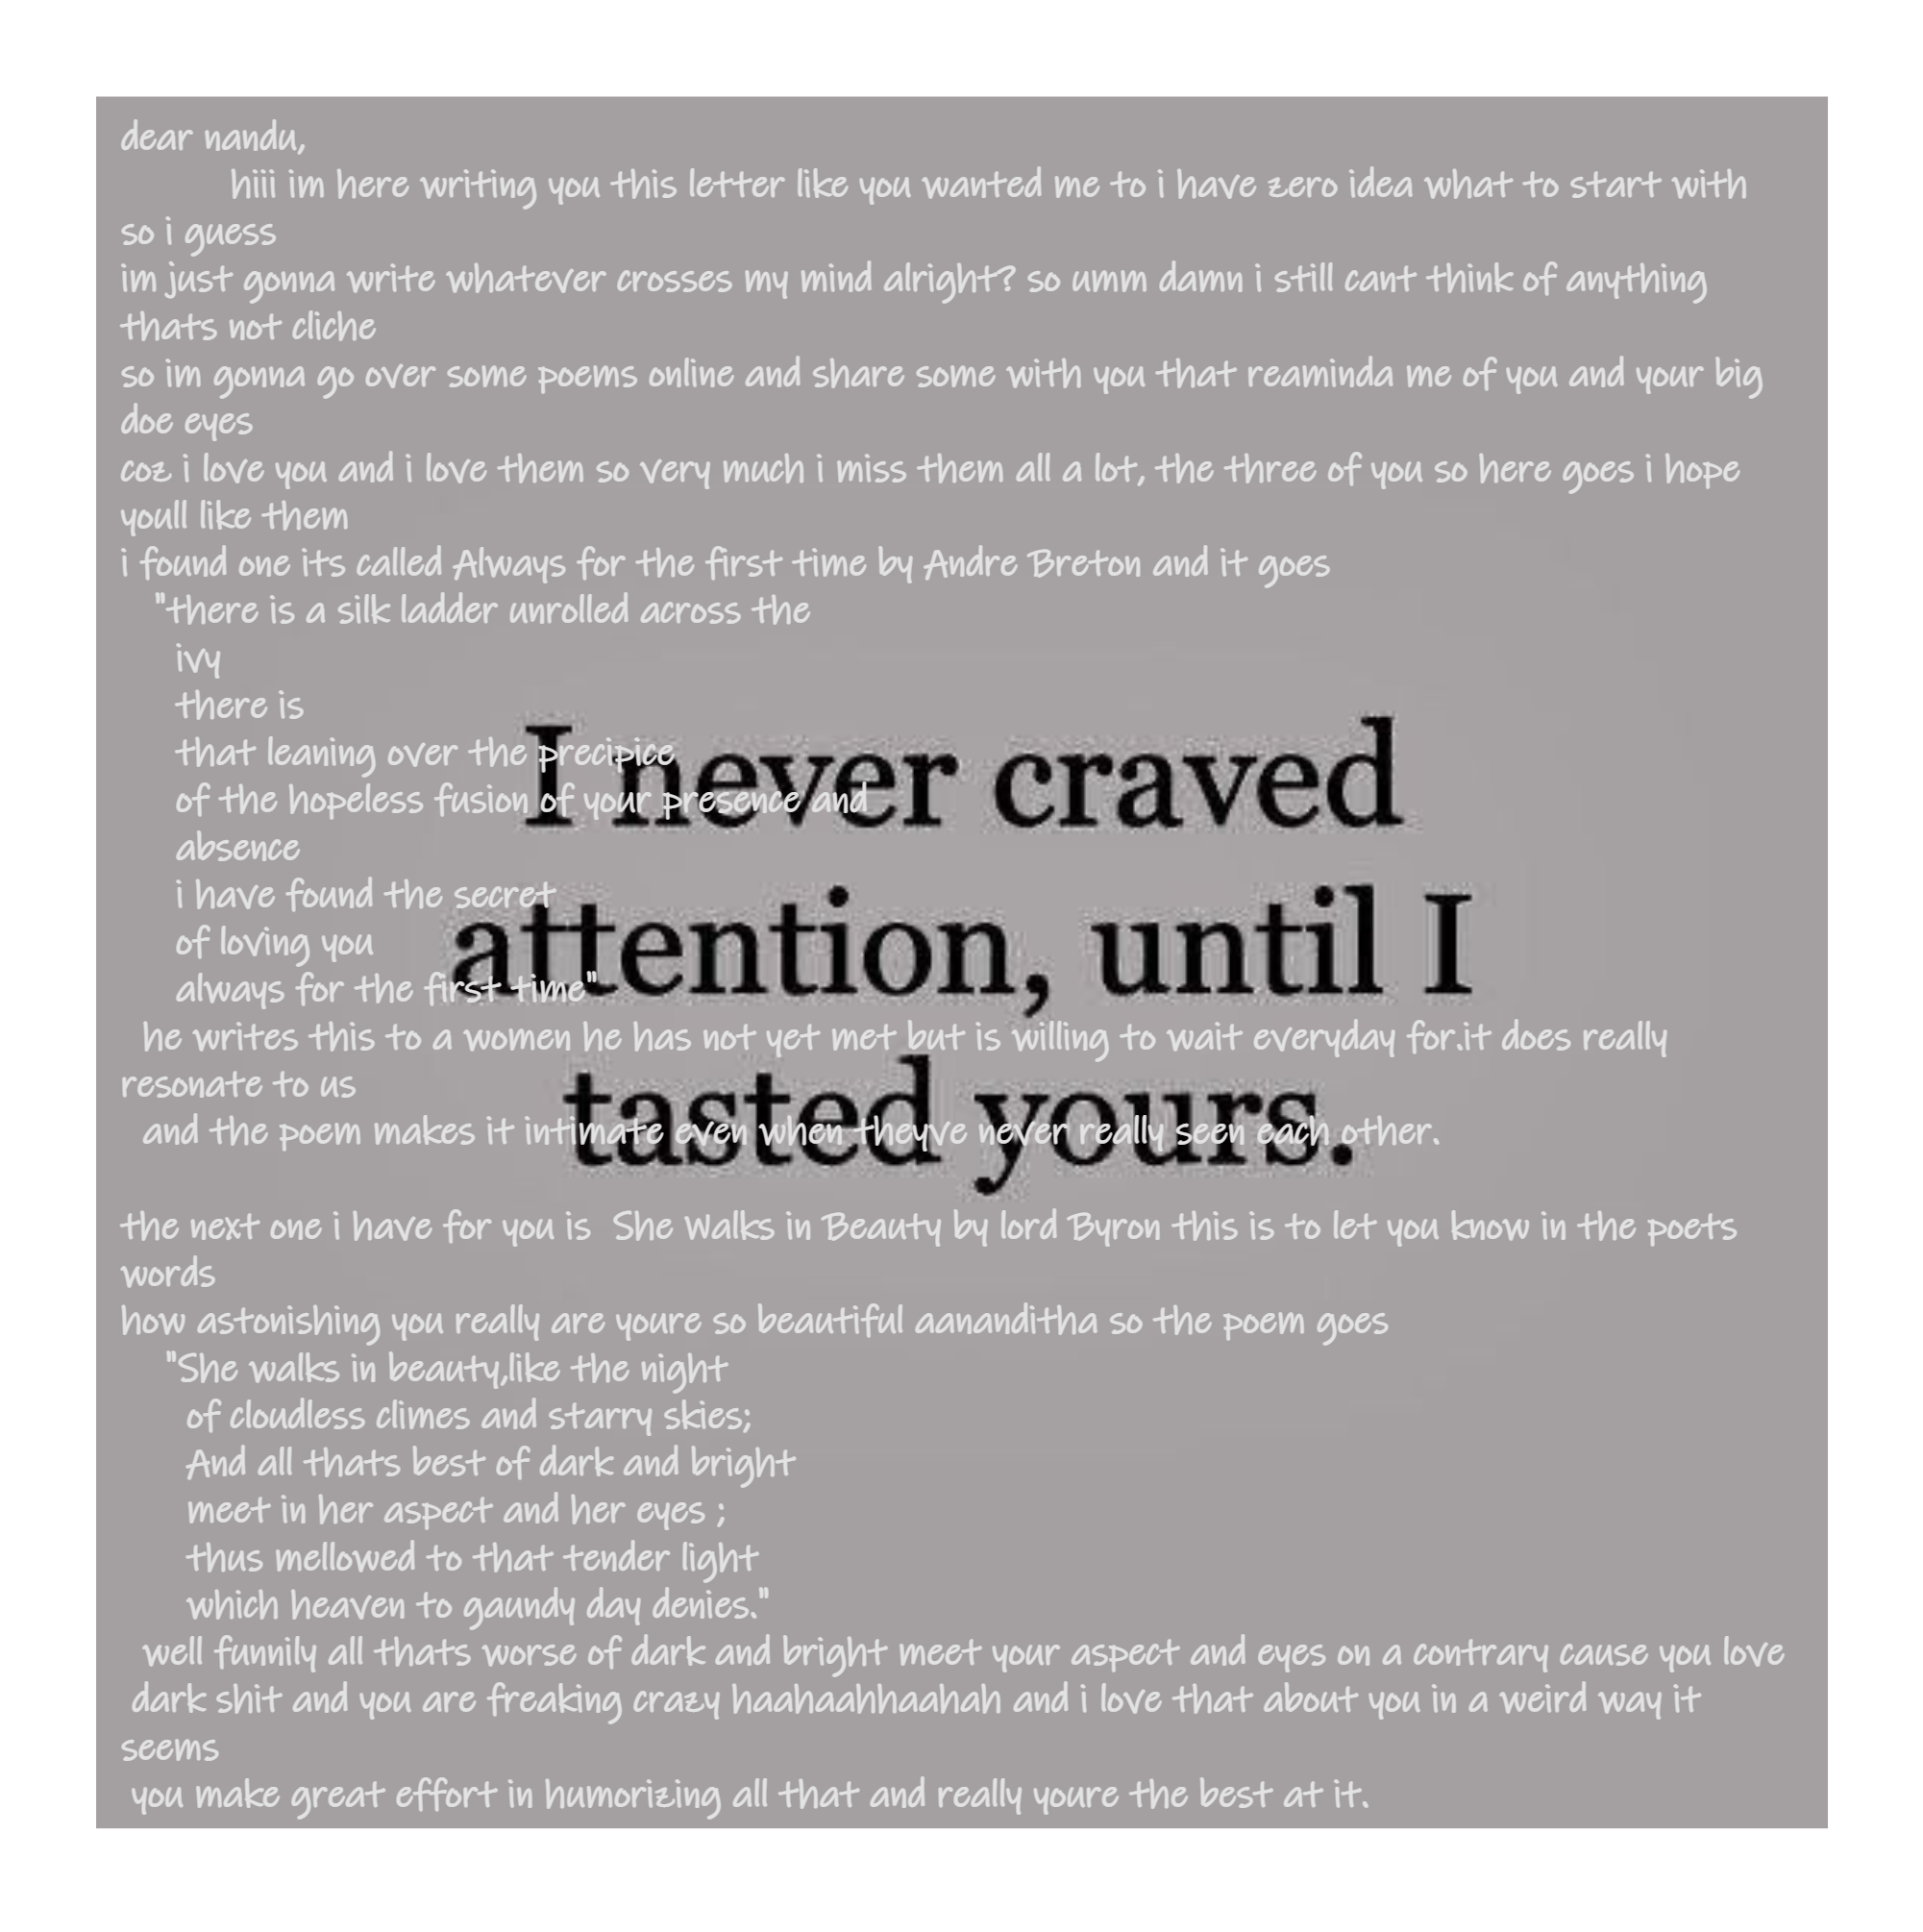 dear nandu,
hiii im here writing you this letter like you wanted me to i have zero idea what to start with
so i guess
im just gonna write whatever crosses my mind alright? so umm damn i still cant think of anything
thats not cliche
so im gonna go over some poems online and share some with you that reaminda me of you and your big
doe eyes
coz i love you and i love them so very much i miss them all a lot, the three of you so here goes i hope
youll like them
i found one its called Always for the first time by Andre Breton and it goes
"there is a silk ladder unrolled across the
ivy
there is
that leaning over the precipice
of the hopeless fusion of your presence and
absence
i have found the secret
of loving you
always for the first time"
he writes this to a women he has not yet met but is willing to wait everyday for.it does really
resonate to us
and the poem makes it intimate even when theyve never really seen each other.
the next one i have for you is She Walks in Beauty by lord Byron this is to let you know in the poets
words
how astonishing you really are youre so beautiful aananditha so the poem goes
"She walks in beauty,like the night
of cloudless climes and starry skies;
And all thats best of dark and bright
meet in her aspect and her eyes ;
thus mellowed to that tender light
which heaven to gaundy day denies."
well funnily all thats worse of dark and bright meet your aspect and eyes on a contrary cause you love
dark shit and you are freaking crazy haahaahhaahah and i love that about you in a weird way it
seems
you make great effort in humorizing all that and really youre the best at it.
I never craved
attention, until I
tasted yours.